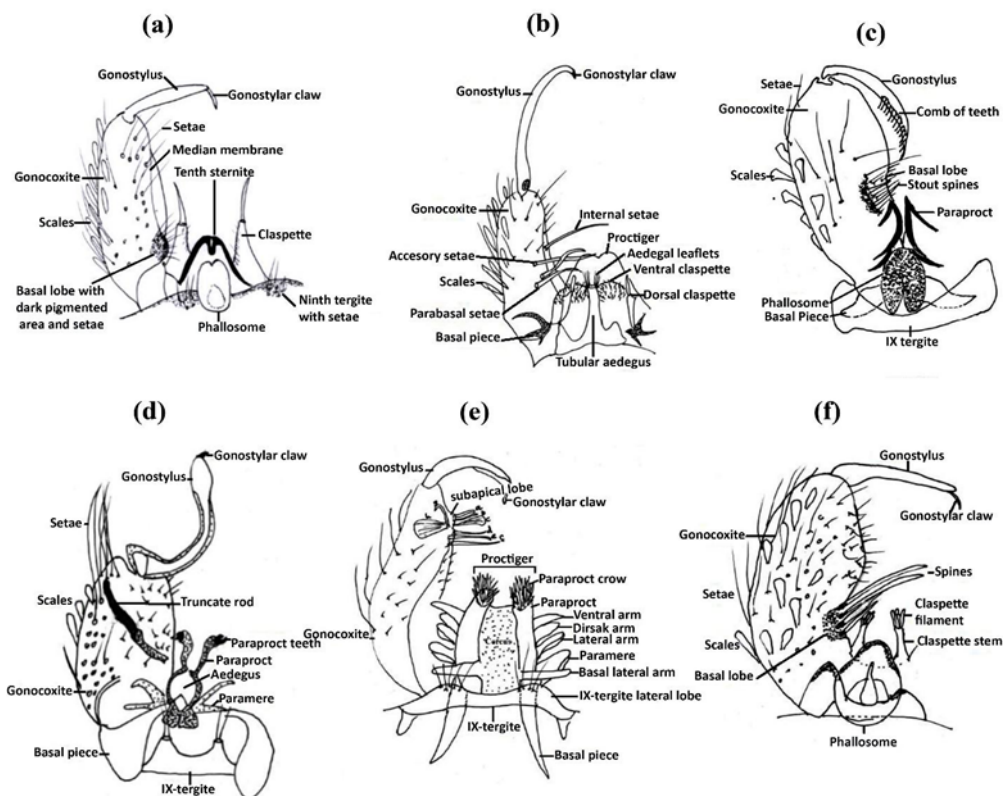 (a)
Gonostylus
Gonostylar claw
Setae
Median membrane
Tenth sternite
Gonocoxite
Scales
Claspette
Basal lobe with
dark pigmented
area and setae
Ninth tergite
with setae
Phallosome
(b)
Gonostylar claw
Gonostylus
Gonocoxite
Internal setae
Proctiger
Accesory setae
Aedegal leaflets
Ventral claspette
Scales
Dorsal claspette
Parabasal setae
Basal piece
Tubular aedegus
(c)
Setae
Gonostylus
Gonocoxite
Comb of teeth
Scales
Basal lobe
Stout spines
Paraproct
Phallosome
Basal Piece
IX tergite
(d)
Gonostylar claw
Gonostylus
Setae
Scales
Truncate rod
Paraproct teeth
Paraproct
Aedegus
Gonocoxite
Paramere
Basal piece
IX-tergite
(e)
Gonostylus
subapical lobe
Gonostylar claw
Proctiger
Paraproct crow
Paraproct
Gonocoxite
Ventral arm
Dirsak arm
Lateral arm
Cercus
Paramere
Basal lateral arm
IX-tergite lateral lobe
IX-tergite
Basal piece
(f)
Gonostylus
Gonostylar claw
Gonocoxite
Spines
Setae
Claspette
filament
Scales
Claspette stem
Basal lobe
Phallosome